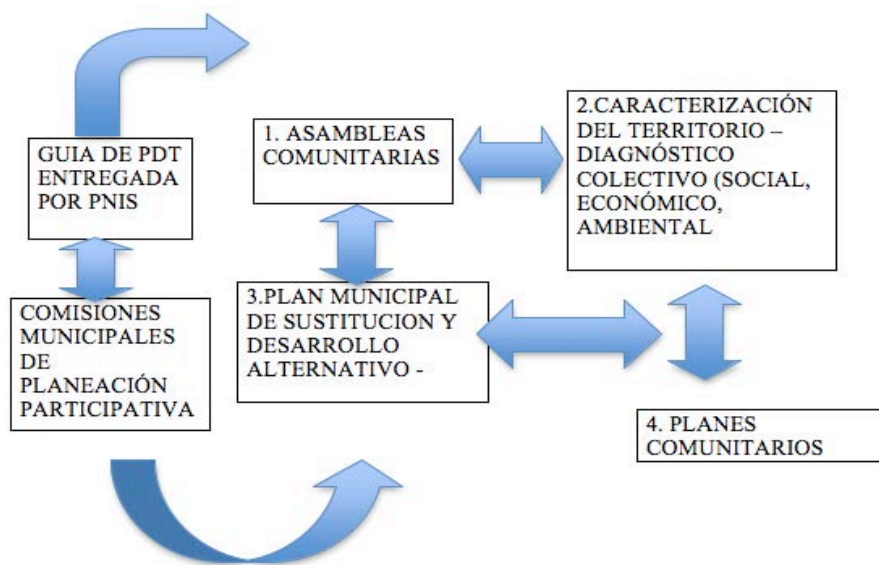 GUIA DE PDT
ENTREGADA
POR PNIS
COMISIONES
MUNICIPALES
DE
PLANEACIÓN
PARTICIPATIVA
1. ASAMBLEAS
COMUNITARIAS
2.CARACTERIZACIÓN
DEL TERRITORIO –
DIAGNÓSTICO
COLECTIVO (SOCIAL,
ECONÓMICO,
AMBIENTAL
3.PLAN MUNICIPAL
DE SUSTITUCION Y
DESARROLLO
ALTERNATIVO -
4. PLANES
COMUNITARIOS